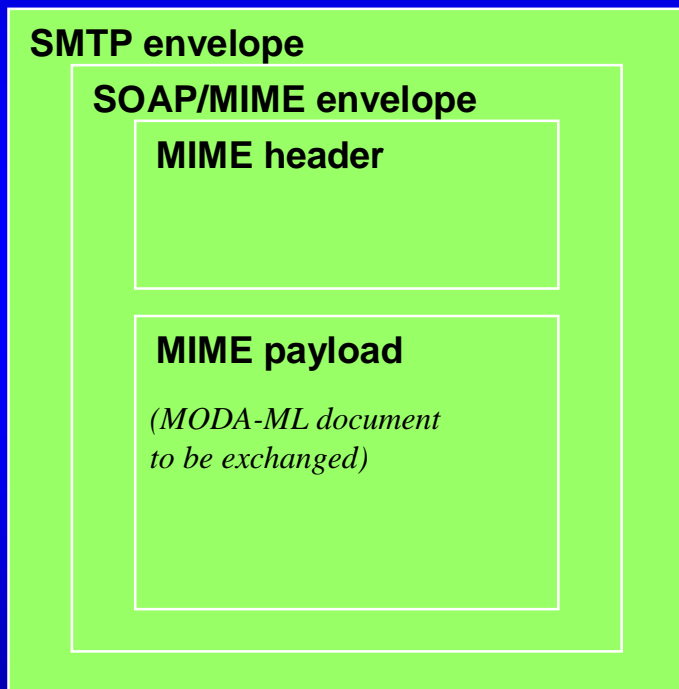 SMTP envelope
SOAP/MIME envelope
MIME header
MIME payload
(MODA-ML document
to be exchanged)